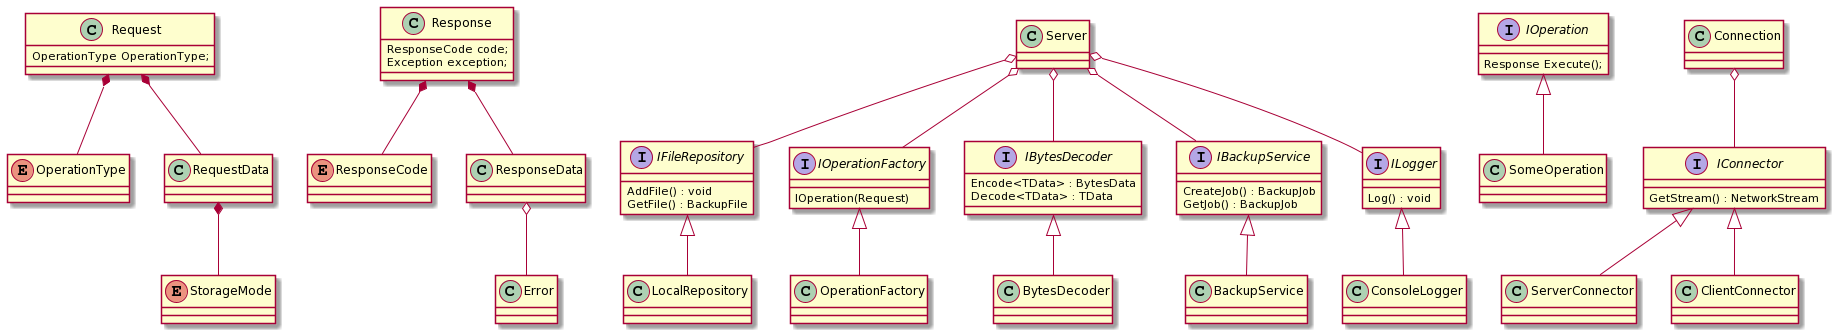 C Request
OperationType OperationType;
E OperationType
C RequestData
E StorageMode
C Response
ResponseCode code;
Exception exception;
E ResponseCode
C ResponseData
C Error
C Server
I IFileRepository
AddFile() : void
GetFile() : BackupFile
I IOperationFactory
IOperation(Request)
I IBytesDecoder
Encode<TData> : BytesData
Decode<TData> : TData
I IBackupService
CreateJob() : BackupJob
GetJob() : BackupJob
I ILogger
Log() : void
C LocalRepository
C OperationFactory
C BytesDecoder
C BackupService
C ConsoleLogger
I IOperation
Response Execute();
C SomeOperation
C Connection
I IConnector
GetStream() : NetworkStream
C ServerConnector
C ClientConnector